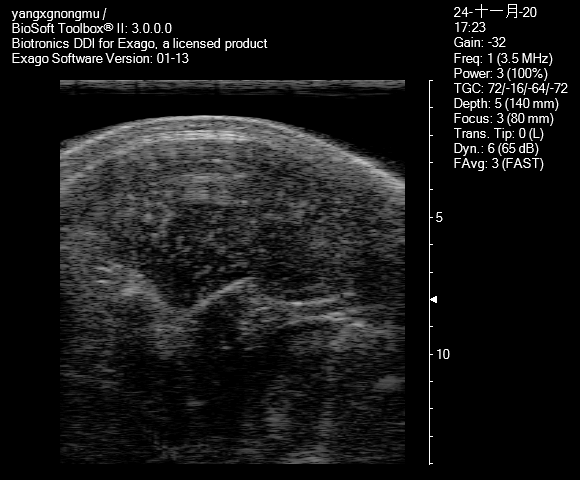 yangxgnongmu /
BioSoft Toolbox® II: 3.0.0.0
Biotronics DDI for Exago, a licensed product
Exago Software Version: 01-13
24-十一月-20
17:23
Gain: -32
Freq: 1 (3.5 MHz)
Power: 3 (100%)
TGC: 72/-16/-64/-72
Depth: 5 (140 mm)
Focus: 3 (80 mm)
Trans. Tip: 0 (L)
Dyn.: 6 (65 dB)
FAvg: 3 (FAST)
5
10